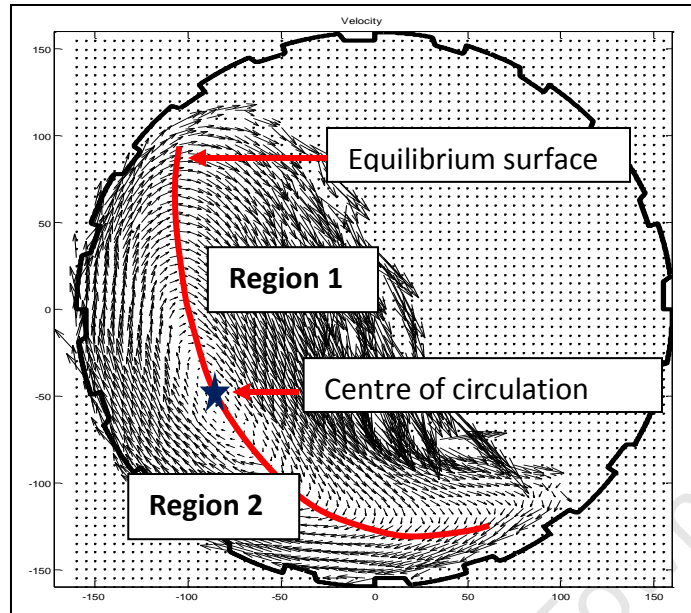 Velocity
150
100
Equilibrium surface
50
Region 1
0
Centre of circulation
-50
-100
Region 2
-150
-150 -100 -50 0 50 100 150